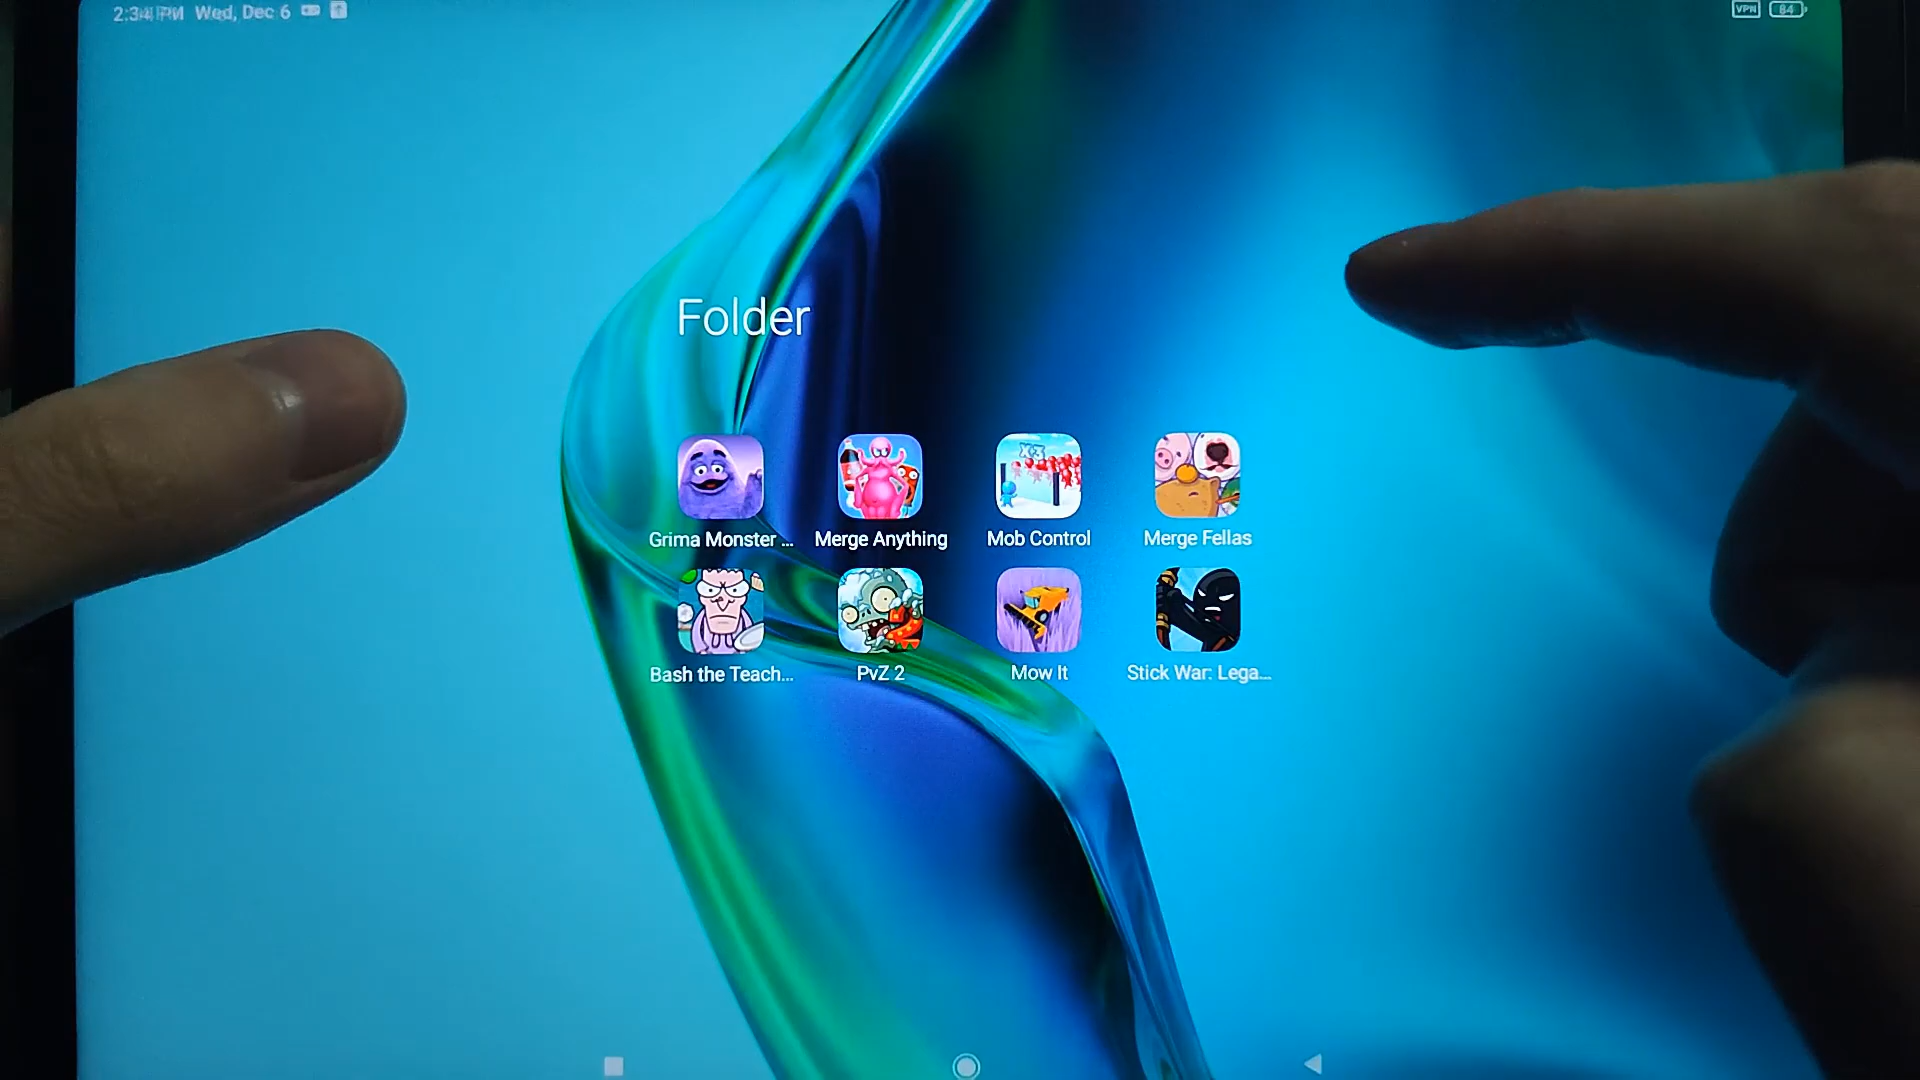 2:34 PM Wed, Dec 6
VPN 84
Folder
X3
Grima Monster ...
Merge Anything
Mob Control
Merge Fellas
Bash the Teach...
PvZ 2
Mow It
Stick War: Lega...